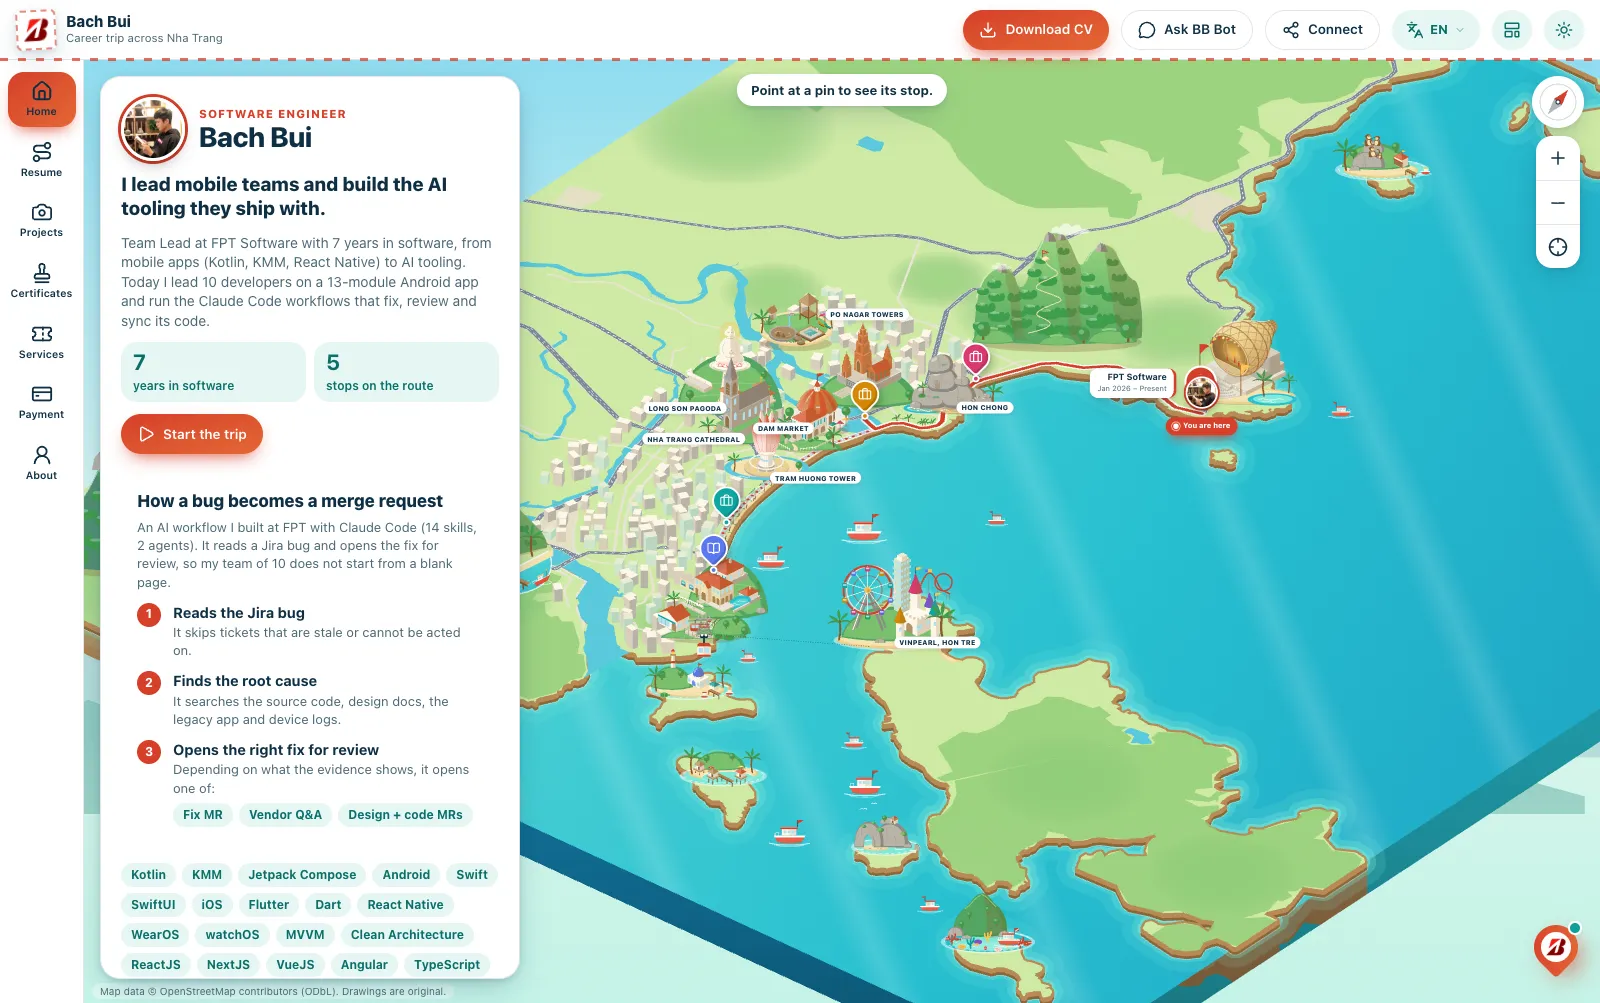 Bach Bui
Career trip across Nha Trang
Download CV
Ask BB Bot
Connect
EN
Home
Resume
Projects
Certificates
Services
Payment
About
SOFTWARE ENGINEER
Bach Bui
I lead mobile teams and build the AI
tooling they ship with.
Team Lead at FPT Software with 7 years in software, from
mobile apps (Kotlin, KMM, React Native) to AI tooling.
Today I lead 10 developers on a 13-module Android app
and run the Claude Code workflows that fix, review and
sync its code.
7
years in software
5
stops on the route
Start the trip
How a bug becomes a merge request
An AI workflow I built at FPT with Claude Code (14 skills,
2 agents). It reads a Jira bug and opens the fix for
review, so my team of 10 does not start from a blank
page.
1 Reads the Jira bug
It skips tickets that are stale or cannot be acted
on.
2 Finds the root cause
It searches the source code, design docs, the
legacy app and device logs.
3 Opens the right fix for review
Depending on what the evidence shows, it opens
one of:
Fix MR Vendor Q&A Design + code MRs
Kotlin KMM Jetpack Compose Android Swift
SwiftUI iOS Flutter Dart React Native
WearOS watchOS MVVM Clean Architecture
ReactJS NextJS VueJS Angular TypeScript
Map data © OpenStreetMap contributors (ODbL). Drawings are original.
Point at a pin to see its stop.
PO NAGAR TOWERS
LONG SON PAGODA
HON CHONG
DAM MARKET
NHA TRANG CATHEDRAL
TRAM HUONG TOWER
FPT Software
Jan 2026 – Present
You are here
VINPEARL, HON TRE